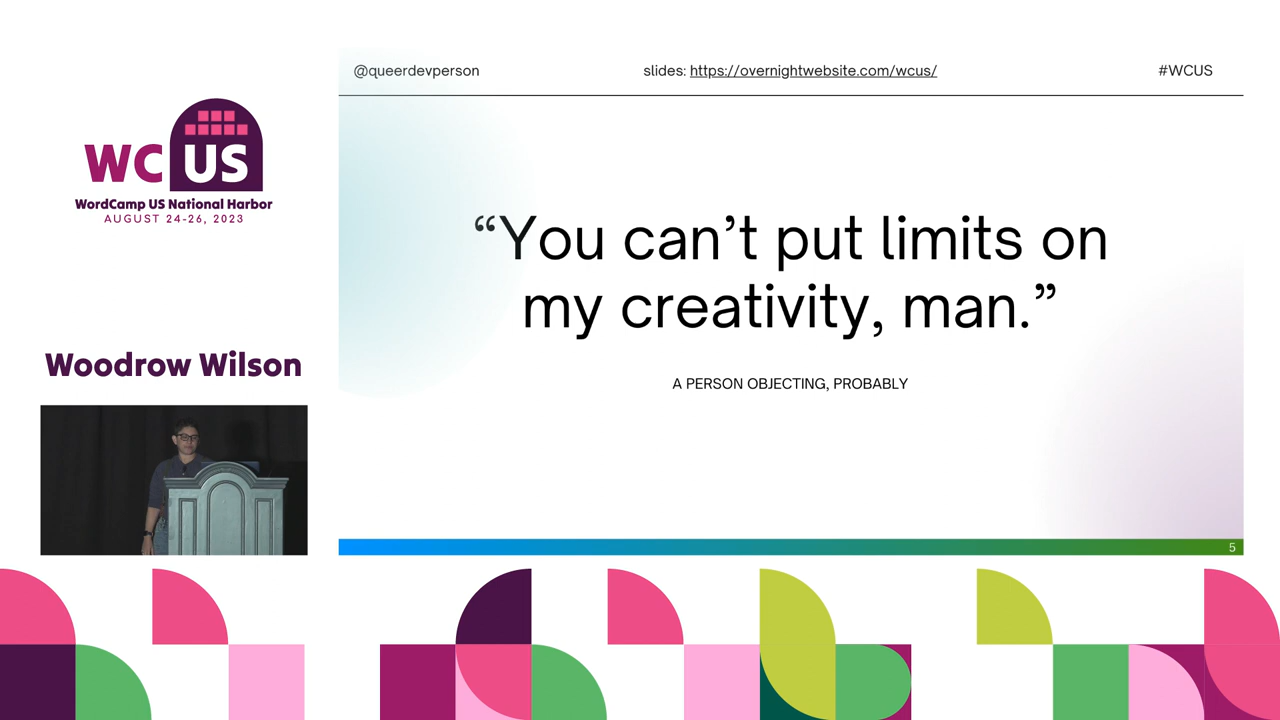 @queerdevperson
slides: https://overnightwebsite.com/wcus/
#WCUS
WC US
WordCamp US National Harbor
AUGUST 24-26, 2023
“You can’t put limits on
my creativity, man.”
A PERSON OBJECTING, PROBABLY
Woodrow Wilson
5